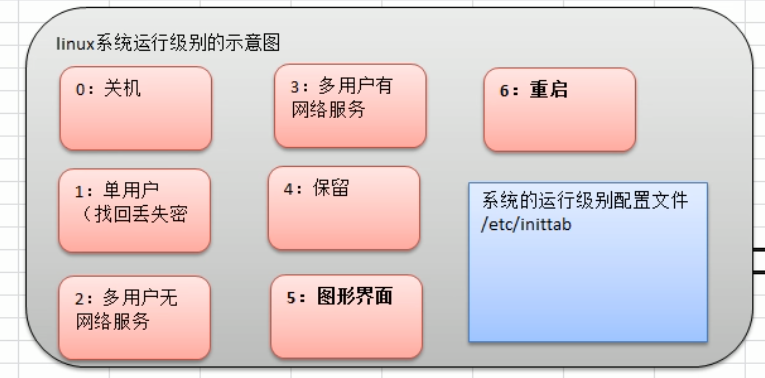 linux系统运行级别的示意图
0：关机
1：单用户
（找回丢失密
2：多用户无
网络服务
3：多用户有
网络服务
4：保留
5：图形界面
6：重启
系统的运行级别配置文件
/etc/inittab